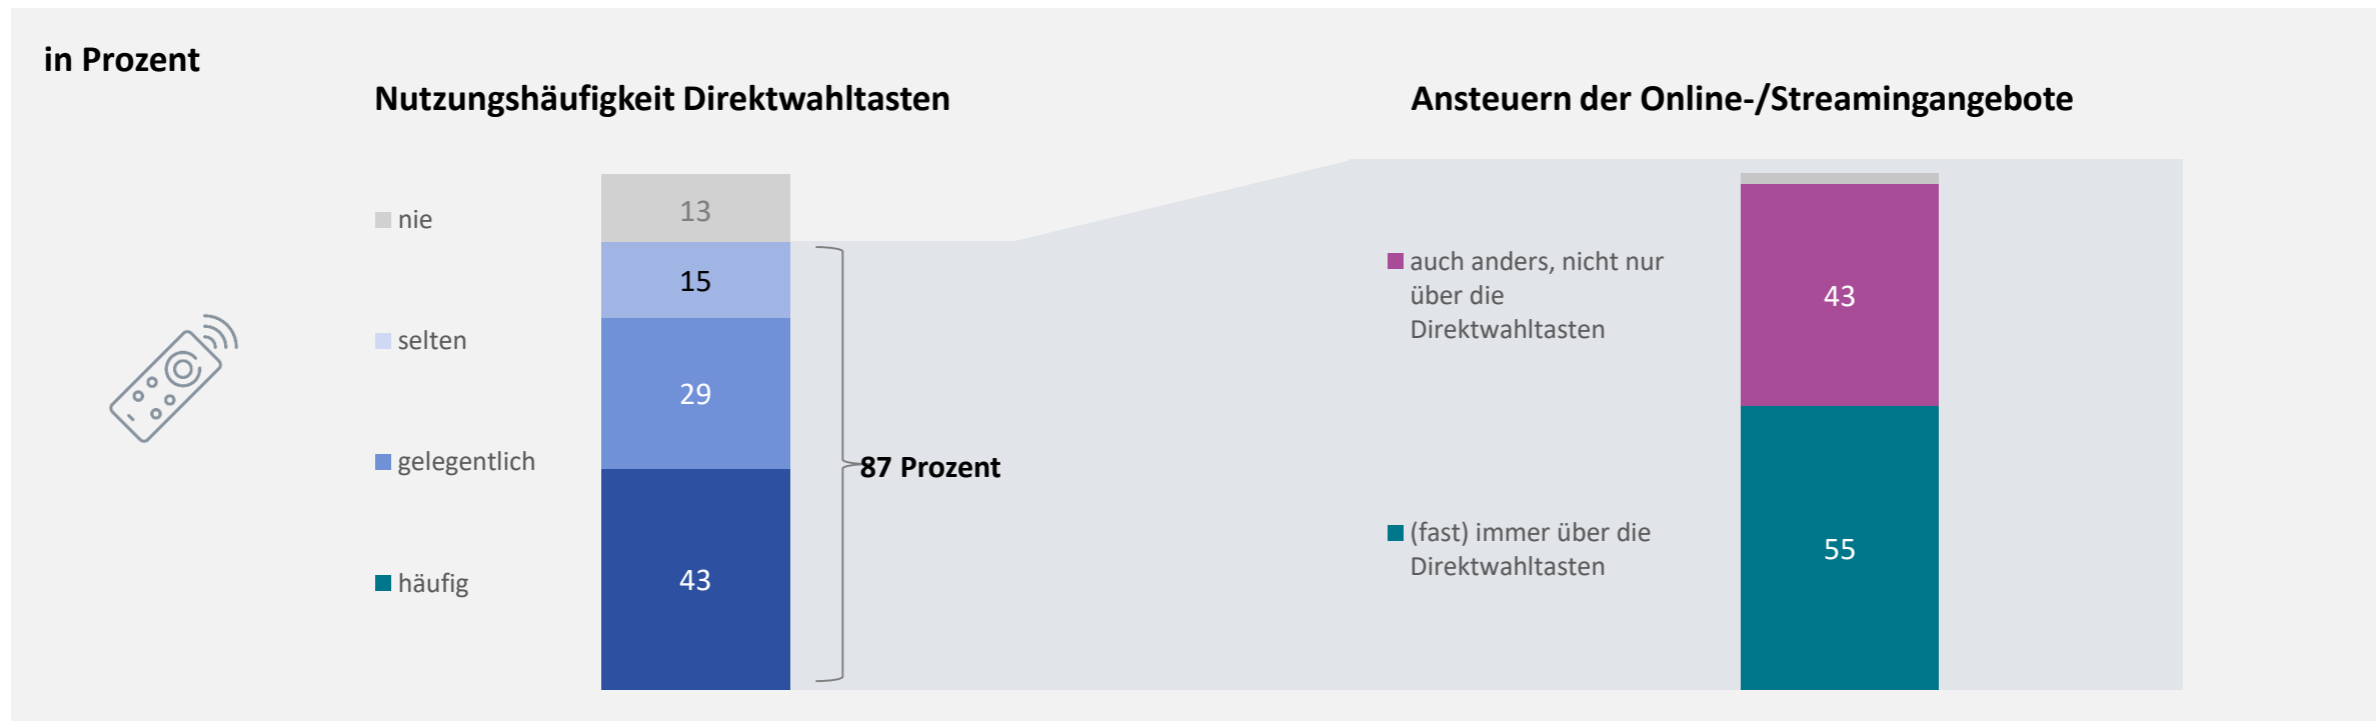 in Prozent
Nutzungshäufigkeit Direktwahltasten
nie
selten
gelegentlich
häufig
13
15
29
43
87 Prozent
Ansteuern der Online-/Streamingangebote
auch anders, nicht nur
über die
Direktwahltasten
(fast) immer über die
Direktwahltasten
43
55